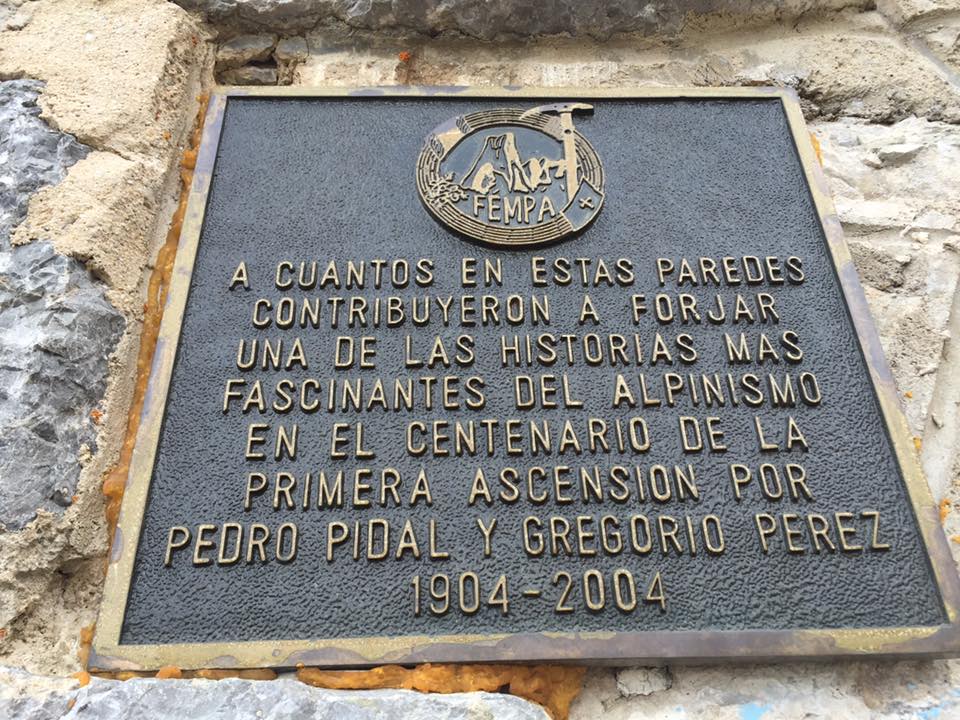 FEMPA
A CUANTOS EN ESTAS PAREDES
CONTRIBUYERON A FORJAR
UNA DE LAS HISTORIAS MAS
FASCINANTES DEL ALPINISMO
EN EL CENTENARIO DE LA
PRIMERA ASCENSION POR
PEDRO PIDAL Y GREGORIO PEREZ
1904-2004